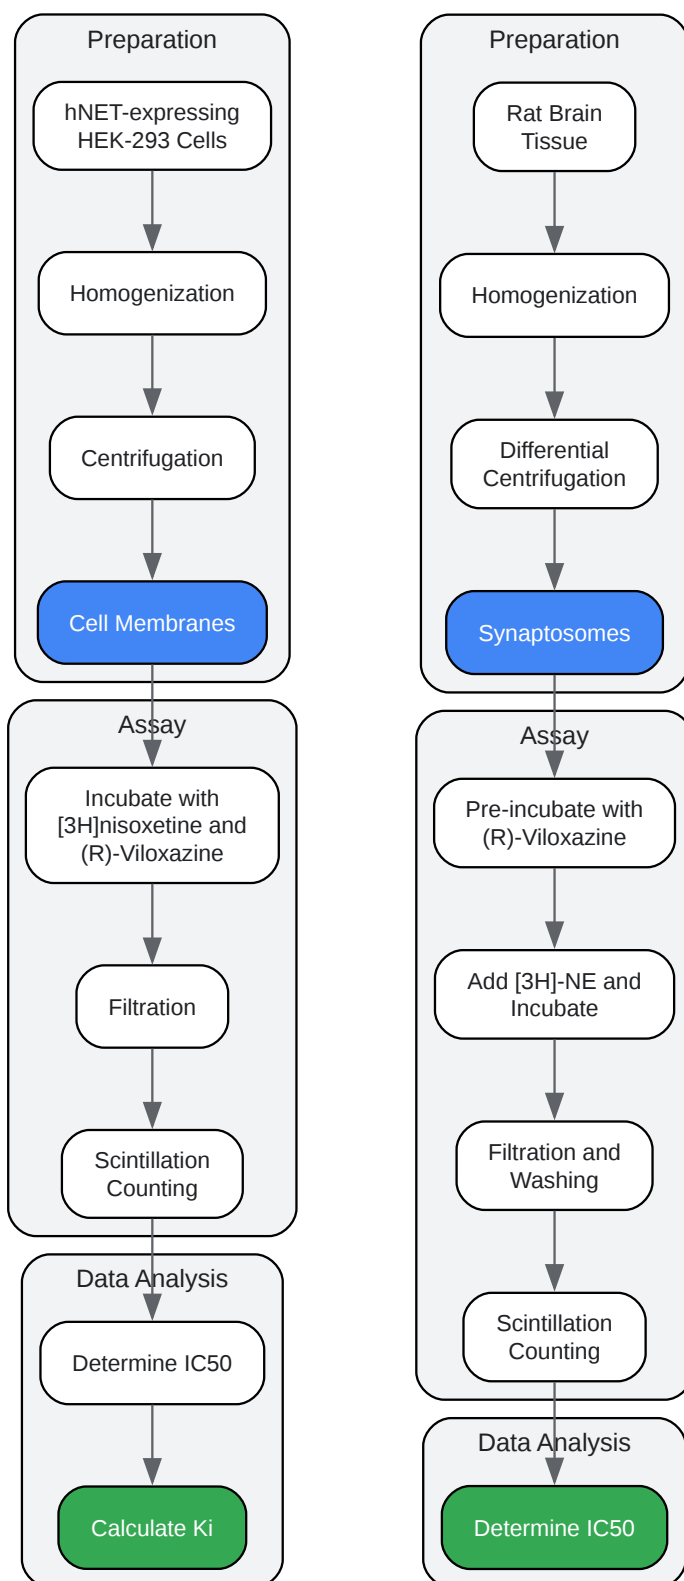 Preparation
hNET-expressing
HEK-293 Cells
Homogenization
Centrifugation
Cell Membranes
Assay
Incubate with
[3H]nisoxetine and
(R)-Viloxazine
Filtration
Scintillation
Counting
Data Analysis
Determine IC50
Calculate Ki
Preparation
Rat Brain
Tissue
Homogenization
Differential
Centrifugation
Synaptosomes
Assay
Pre-incubate with
(R)-Viloxazine
Add [3H]-NE and
Incubate
Filtration and
Washing
Scintillation
Counting
Data Analysis
Determine IC50